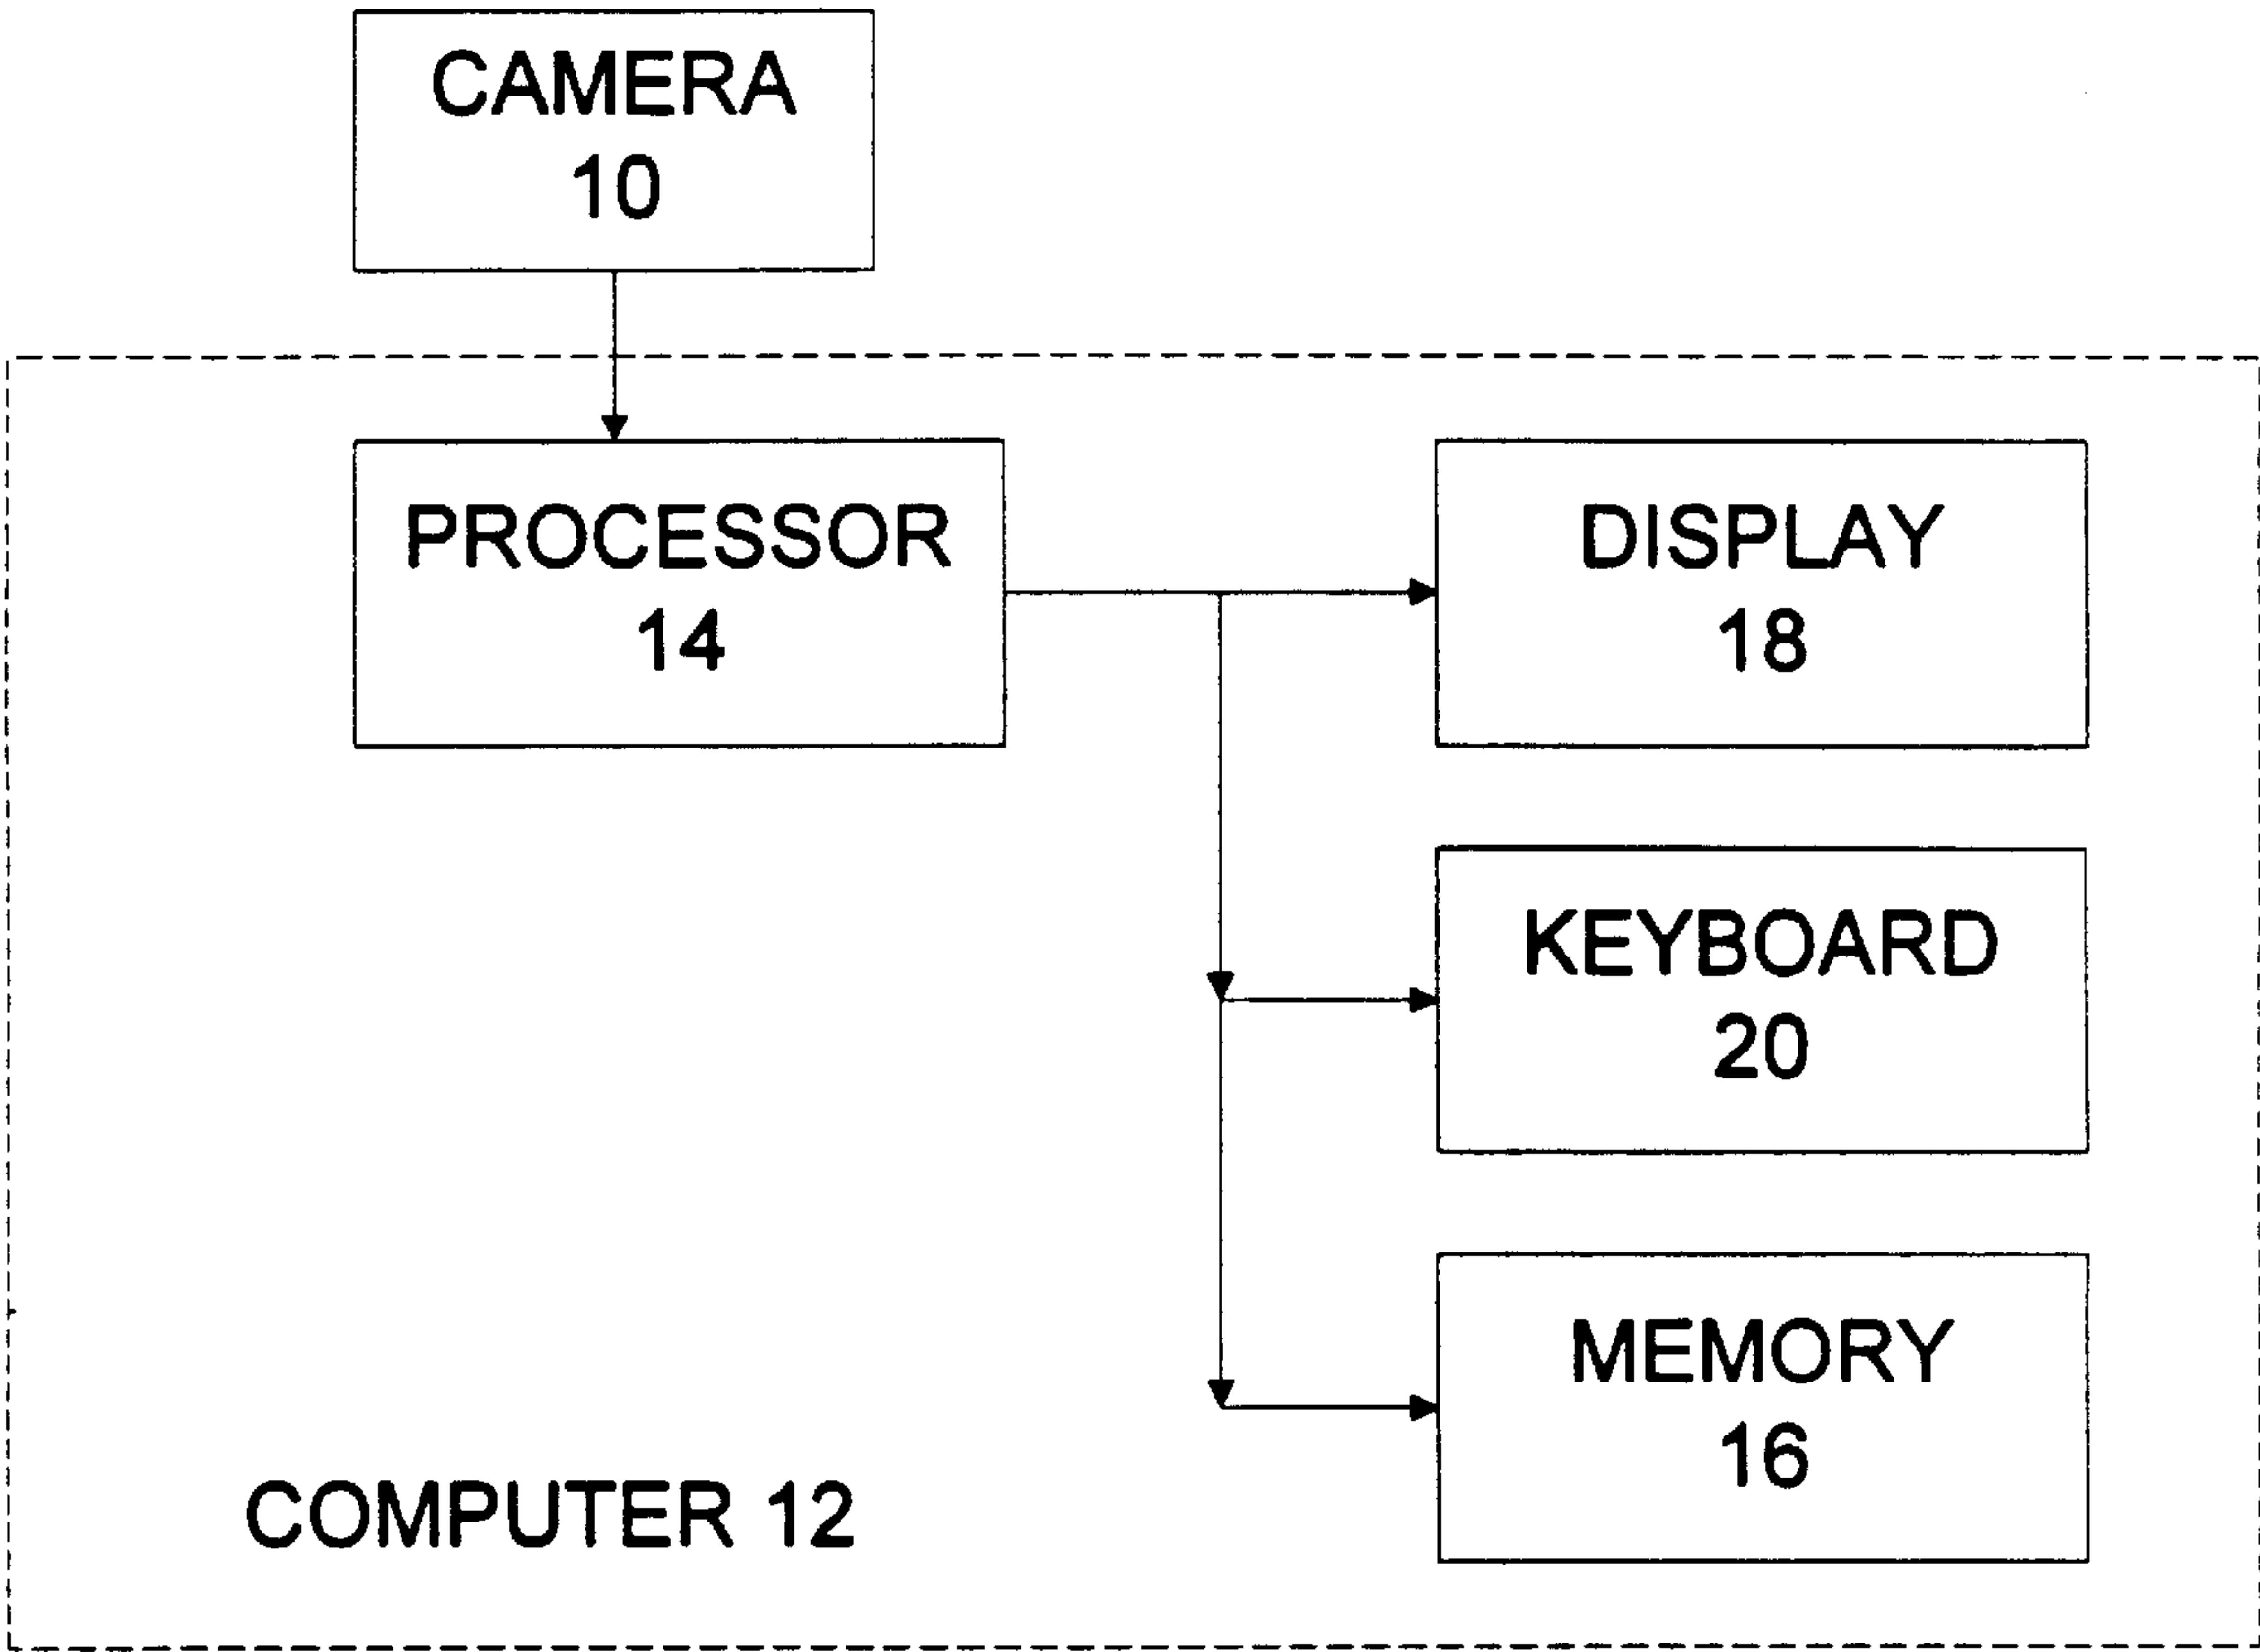 CAMERA
10
PROCESSOR
14
DISPLAY
18
KEYBOARD
20
MEMORY
16
COMPUTER 12